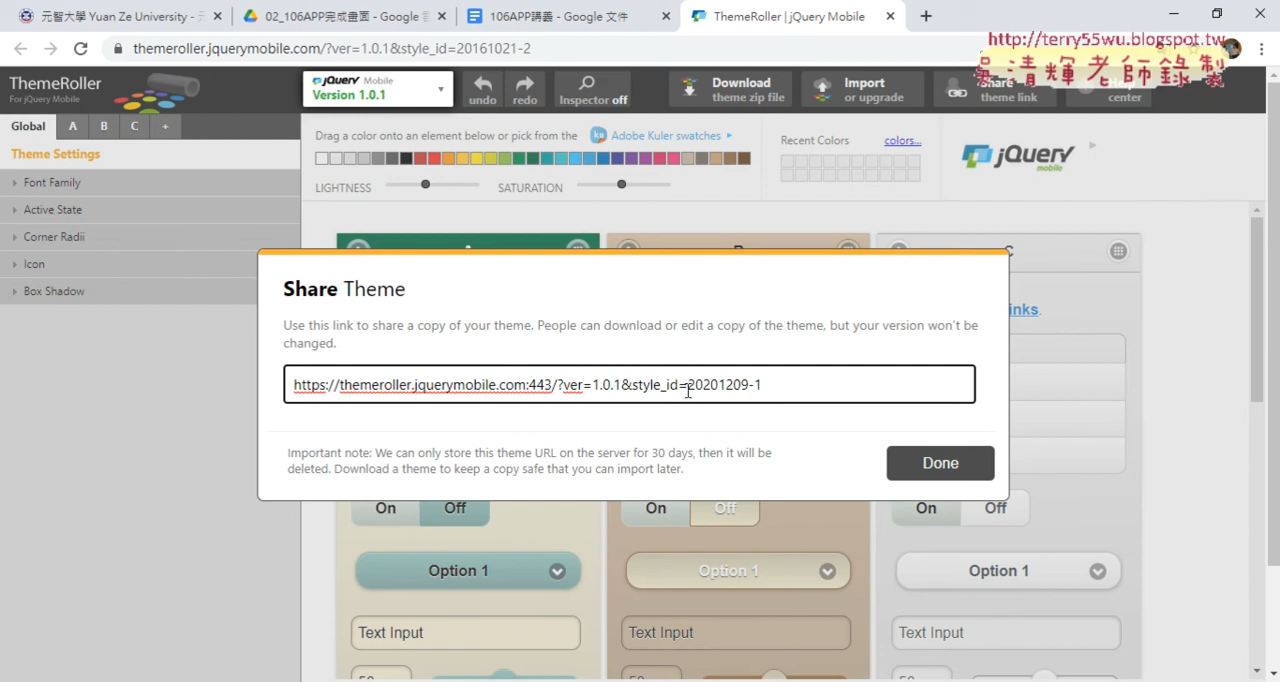 元智大學 Yuan Ze University -
02_106APP完成畫面 - Google
106APP講義 - Google 文件
ThemeRoller | jQuery Mobile
themeroller.jquerymobile.com/?ver=1.0.1&style_id=20161021-2
http://terry55wu.blogspot.tw
吳清輝老師錄製
ThemeRoller
For jQuery Mobile
jQuery Mobile
Version 1.0.1
undo
redo
Inspector off
Download
theme zip file
Import
or upgrade
Share
theme link
Help
center
Global
A
B
C
+
Theme Settings
Font Family
Active State
Corner Radii
Icon
Box Shadow
Drag a color onto an element below or pick from the
ku
Adobe Kuler swatches
LIGHTNESS
SATURATION
Recent Colors
colors...
jQuery
mobile
A
B
C
Share Theme
Use this link to share a copy of your theme. People can download or edit a copy of the theme, but your version won't be
changed.
https://themeroller.jquerymobile.com:443/?ver=1.0.1&style_id=20201209-1
Important note: We can only store this theme URL on the server for 30 days, then it will be
deleted. Download a theme to keep a copy safe that you can import later.
Done
links.
On
Off
On
Off
On
Off
Option 1
Option 1
Option 1
Text Input
Text Input
Text Input
50
50
50